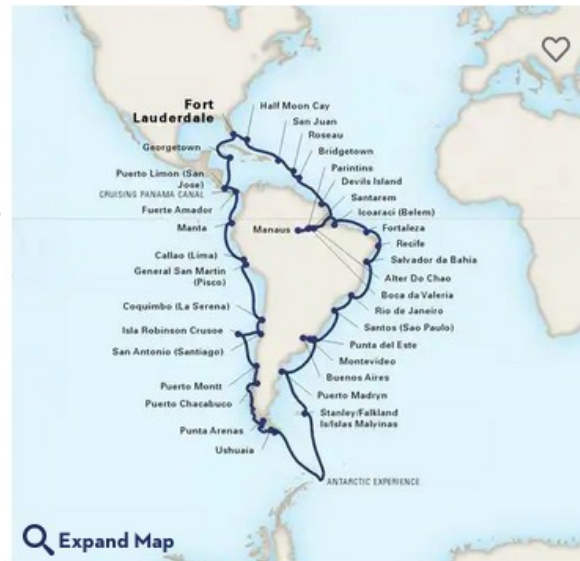 Fort
Lauderdale
Half Moon Cay
San Juan
Georgetown
Roseau
Bridgetown
Parintins
Puerto Limon (San
Jose)
Devils Island
CRUISING PANAMA CANAL
Santarem
Fuerte Amador
Icoaraci (Belem)
Manta
Manaus
Fortaleza
Recife
Callao (Lima)
Salvador da Bahia
General San Martin
(Pisco)
Alter Do Chao
Boca da Valeria
Coquimbo (La Serena)
Rio de Janeiro
Isla Robinson Crusoe
Santos (Sao Paulo)
San Antonio (Santiago)
Punta del Este
Montevideo
Puerto Montt
Buenos Aires
Puerto Chacabuco
Puerto Madryn
Stanley/Falkland
Is/Islas Malvinas
Punta Arenas
Ushuaia
ANTARCTIC EXPERIENCE
Expand Map